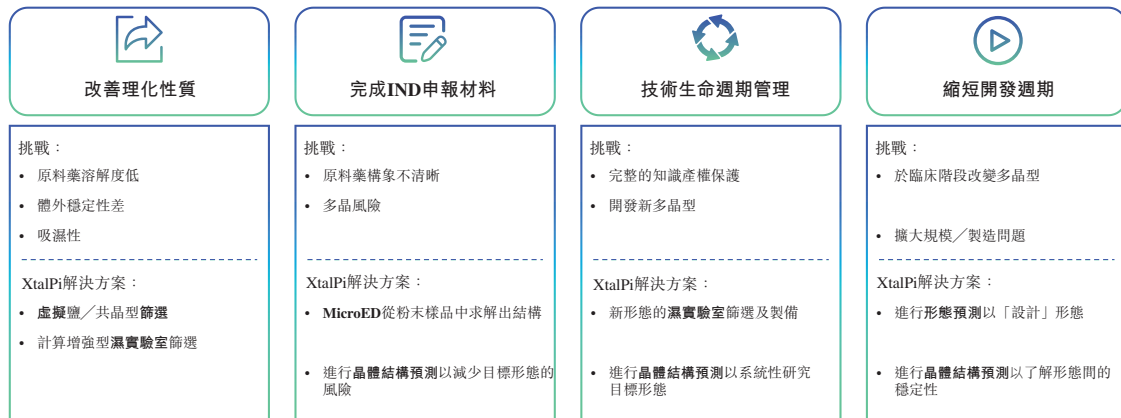 改善理化性質
挑戰：
• 原料藥溶解度低
• 體外穩定性差
• 吸濕性
XtalPi解決方案：
• 虛擬鹽／共晶型篩選
• 計算增強型濕實驗室篩選
完成IND申報材料
挑戰：
• 原料藥構象不清晰
• 多晶風險
XtalPi解決方案：
• MicroED從粉末樣品中求解出結構
• 進行晶體結構預測以減少目標形態的
風險
技術生命週期管理
挑戰：
• 完整的知識產權保護
• 開發新多晶型
XtalPi解決方案：
• 新形態的濕實驗室篩選及製備
• 進行晶體結構預測以系統性研究
目標形態
縮短開發週期
挑戰：
• 於臨床階段改變多晶型
• 擴大規模／製造問題
XtalPi解決方案：
• 進行形態預測以「設計」形態
• 進行晶體結構預測以了解形態間的
穩定性